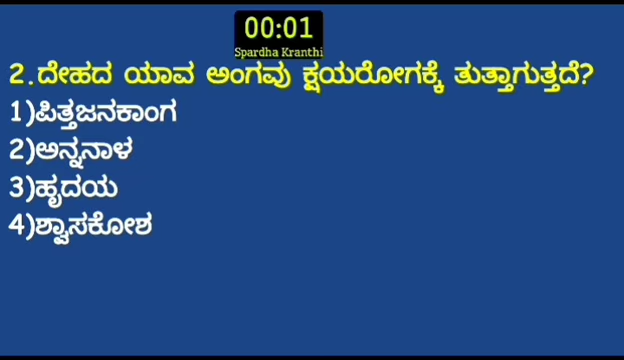 00:01
Spardha Kranthi
2.ದೇಹದ ಯಾವ ಅಂಗವು ಕ್ಷಯರೋಗಕ್ಕೆ ತುತ್ತಾಗುತ್ತದೆ?
1)ಪಿತ್ತಜನಕಾಂಗ
2)ಅನ್ನನಾಳ
3)ಹೃದಯ
4)ಶ್ವಾಸಕೋಶ